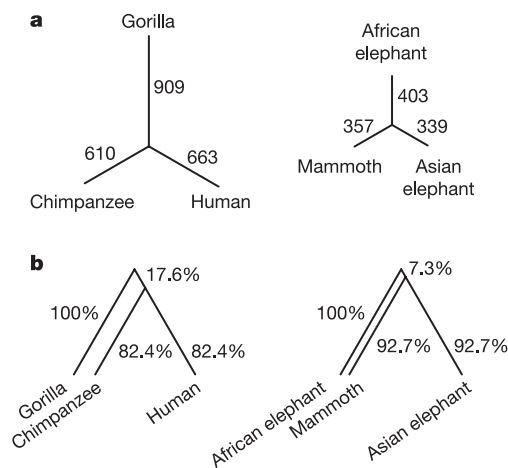 a
Gorilla
909
610
663
Chimpanzee
Human
African
elephant
403
357
339
Mammoth
Asian
elephant
b
17.6%
100%
82.4%
82.4%
Gorilla
Chimpanzee
Human
7.3%
100%
92.7%
92.7%
African elephant
Mammoth
Asian elephant